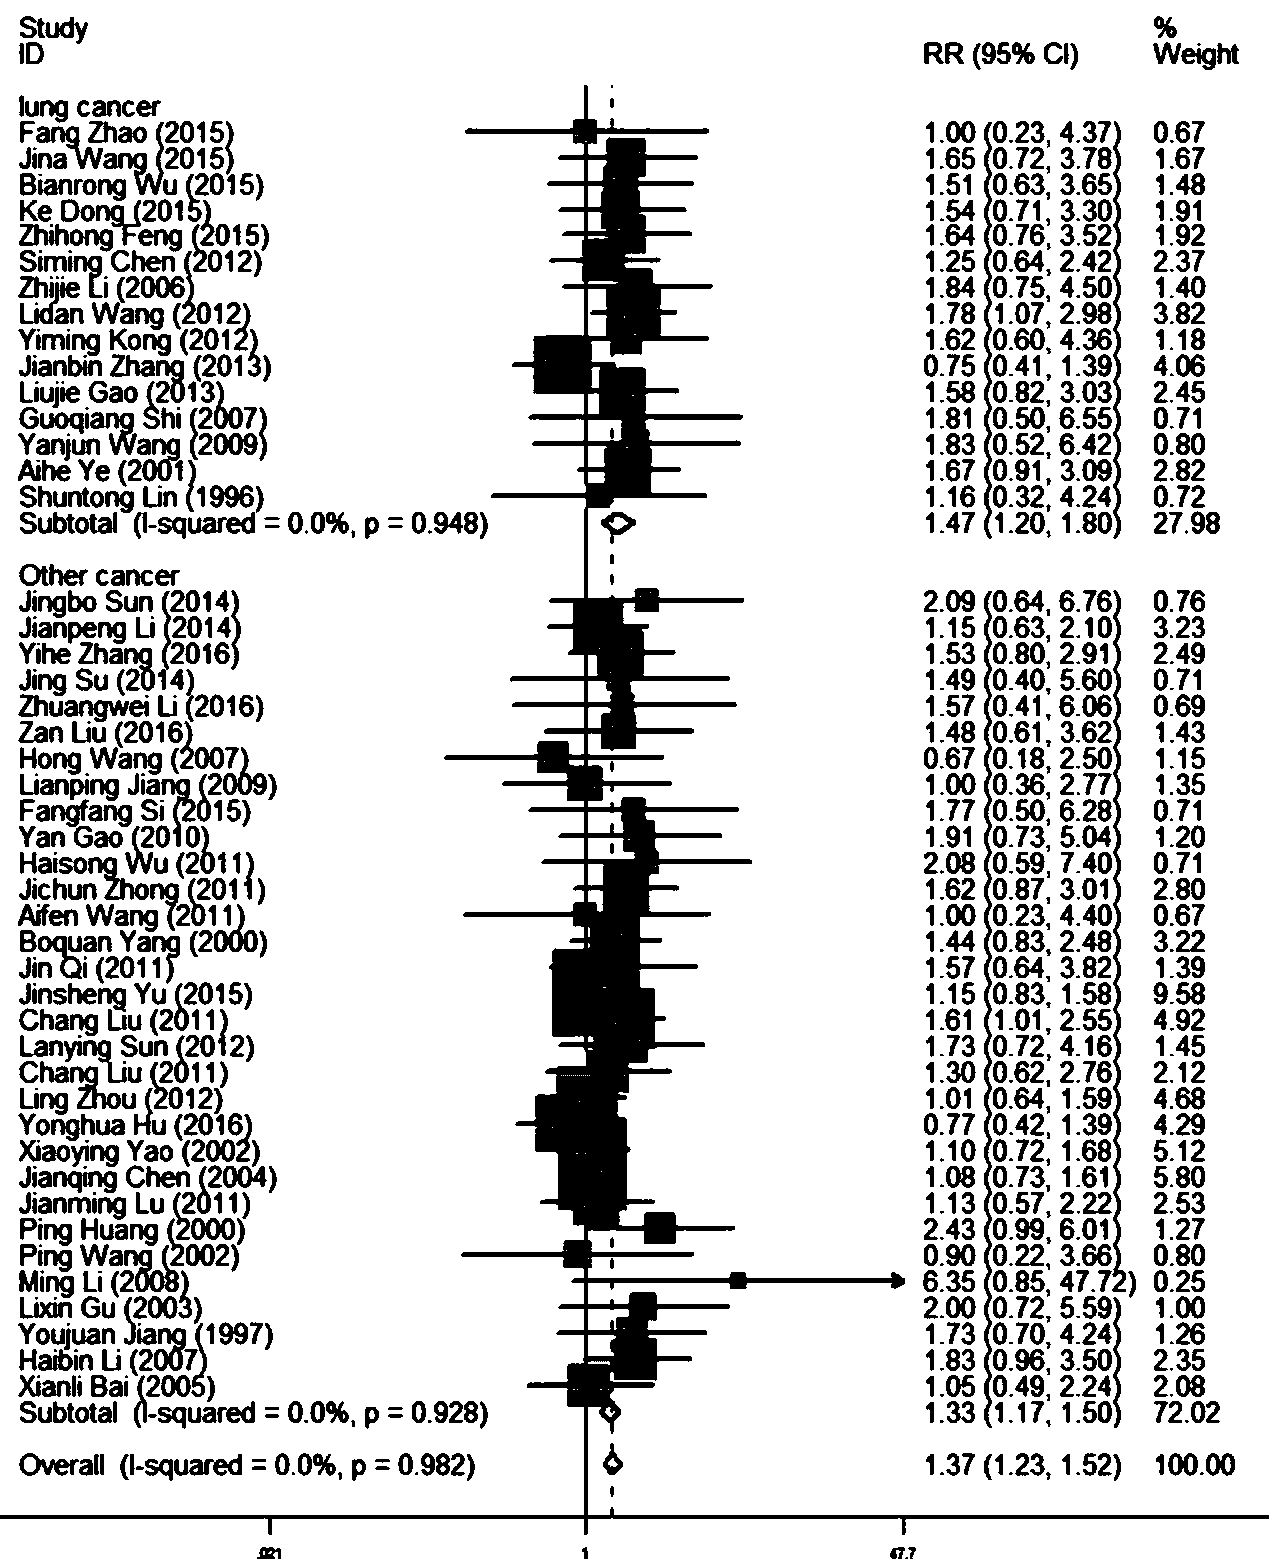 Study % 
ID RR (95% CI) Weight
lung cancer
Fang Zhao (2015) 1.00 (0.23, 4.37) 0.67
Jina Wang (2015) 1.65 (0.72, 3.78) 1.67
Bianrong Wu (2015) 1.51 (0.63, 3.65) 1.48
Ke Dong (2015) 1.54 (0.71, 3.30) 1.91
Zhihong Feng (2015) 1.64 (0.76, 3.52) 1.92
Siming Chen (2012) 1.25 (0.64, 2.42) 2.37
Zhijie Li (2006) 1.84 (0.75, 4.50) 1.40
Lidan Wang (2012) 1.78 (1.07, 2.98) 3.82
Yiming Kong (2012) 1.62 (0.60, 4.36) 1.18
Jianbin Zhang (2013) 0.75 (0.41, 1.39) 4.06
Liujie Gao (2013) 1.58 (0.82, 3.03) 2.45
Guoqiang Shi (2007) 1.81 (0.50, 6.55) 0.71
Yanjun Wang (2009) 1.83 (0.52, 6.42) 0.80
Aihe Ye (2001) 1.67 (0.91, 3.09) 2.82
Shuntong Lin (1996) 1.16 (0.32, 4.24) 0.72
Subtotal (I-squared = 0.0%, p = 0.948) 1.47 (1.20, 1.80) 27.98
Other cancer
Jingbo Sun (2014) 2.09 (0.64, 6.76) 0.76
Jianpeng Li (2014) 1.15 (0.63, 2.10) 3.23
Yihe Zhang (2016) 1.53 (0.80, 2.91) 2.49
Jing Su (2014) 1.49 (0.40, 5.60) 0.71
Zhuangwei Li (2016) 1.57 (0.41, 6.06) 0.69
Zan Liu (2016) 1.48 (0.61, 3.62) 1.43
Hong Wang (2007) 0.67 (0.18, 2.50) 1.15
Lianping Jiang (2009) 1.00 (0.36, 2.77) 1.35
Fangfang Si (2015) 1.77 (0.50, 6.28) 0.71
Yan Gao (2010) 1.91 (0.73, 5.04) 1.20
Haisong Wu (2011) 2.08 (0.59, 7.40) 0.71
Jichun Zhong (2011) 1.62 (0.87, 3.01) 2.80
Aifen Wang (2011) 1.00 (0.23, 4.40) 0.67
Boquan Yang (2000) 1.44 (0.83, 2.48) 3.22
Jin Qi (2011) 1.57 (0.64, 3.82) 1.39
Jinsheng Yu (2015) 1.15 (0.83, 1.58) 9.58
Chang Liu (2011) 1.61 (1.01, 2.55) 4.92
Lanying Sun (2012) 1.73 (0.72, 4.16) 1.45
Chang Liu (2011) 1.30 (0.62, 2.76) 2.12
Ling Zhou (2012) 1.01 (0.64, 1.59) 4.68
Yonghua Hu (2016) 0.77 (0.42, 1.39) 4.29
Xiaoying Yao (2002) 1.10 (0.72, 1.68) 5.12
Jianqing Chen (2004) 1.08 (0.73, 1.61) 5.80
Jianming Lu (2011) 1.13 (0.57, 2.22) 2.53
Ping Huang (2000) 2.43 (0.99, 6.01) 1.27
Ping Wang (2002) 0.90 (0.22, 3.66) 0.80
Ming Li (2008) 6.35 (0.85, 47.72) 0.25
Lixin Gu (2003) 2.00 (0.72, 5.59) 1.00
Youjuan Jiang (1997) 1.73 (0.70, 4.24) 1.26
Haibin Li (2007) 1.83 (0.96, 3.50) 2.35
Xianli Bai (2005) 1.05 (0.49, 2.24) 2.08
Subtotal (I-squared = 0.0%, p = 0.928) 1.33 (1.17, 1.50) 72.02
Overall (I-squared = 0.0%, p = 0.982) 1.37 (1.23, 1.52) 100.00
1 47.7